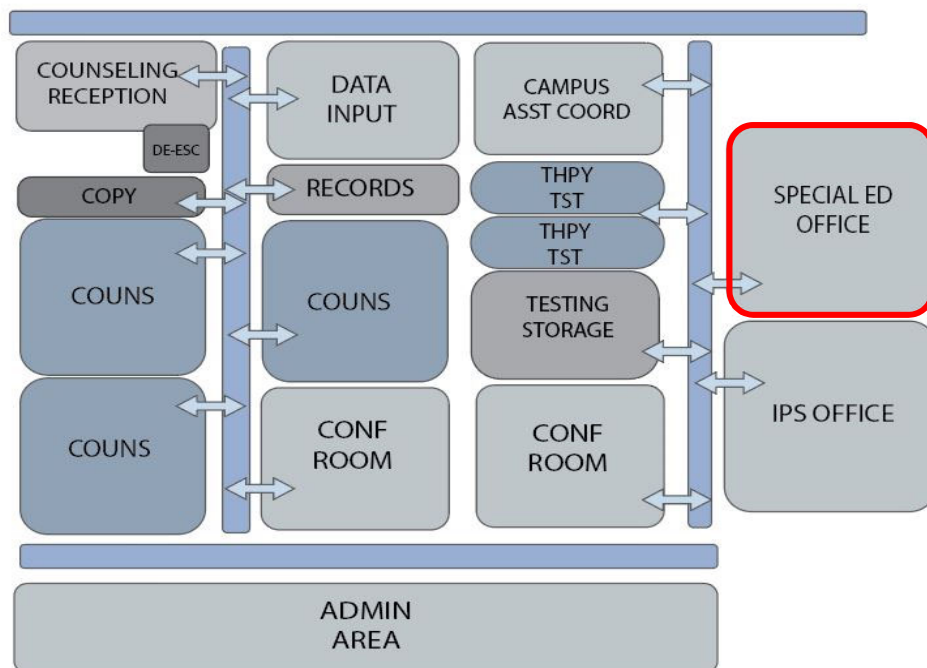 COUNSELING
RECEPTION
DE-ESC
COPY
COUNS
COUNS
DATA
INPUT
RECORDS
COUNS
CONF
ROOM
CAMPUS
ASST COORD
THPY
TST
THPY
TST
TESTING
STORAGE
CONF
ROOM
SPECIAL ED
OFFICE
IPS OFFICE
ADMIN
AREA